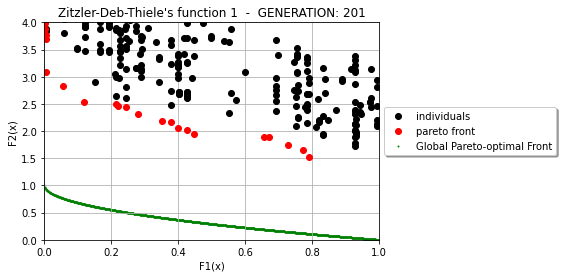 Zitzler-Deb-Thiele's function 1 - GENERATION: 201
4.0
3.5
3.0
2.5
2.0
1.5
1.0
0.5
0.0
F2(x)
0.0 0.2 0.4 0.6 0.8 1.0
F1(x)
individuals
pareto front
Global Pareto-optimal Front